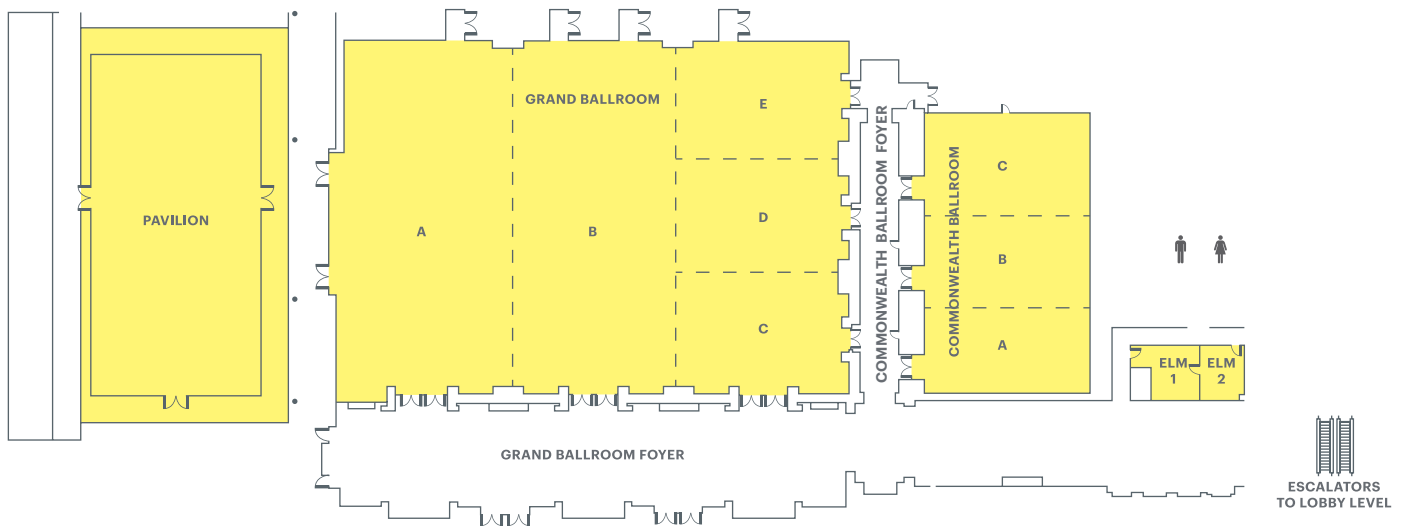 GRAND BALLROOM
E
COMMONWEALTH BALLROOM FOYER
COMMONWEALTH BALLROOM
C
PAVILION
A
B
D
B
C
A
ELM
1
ELM
2
GRAND BALLROOM FOYER
ESCALATORS
TO LOBBY LEVEL